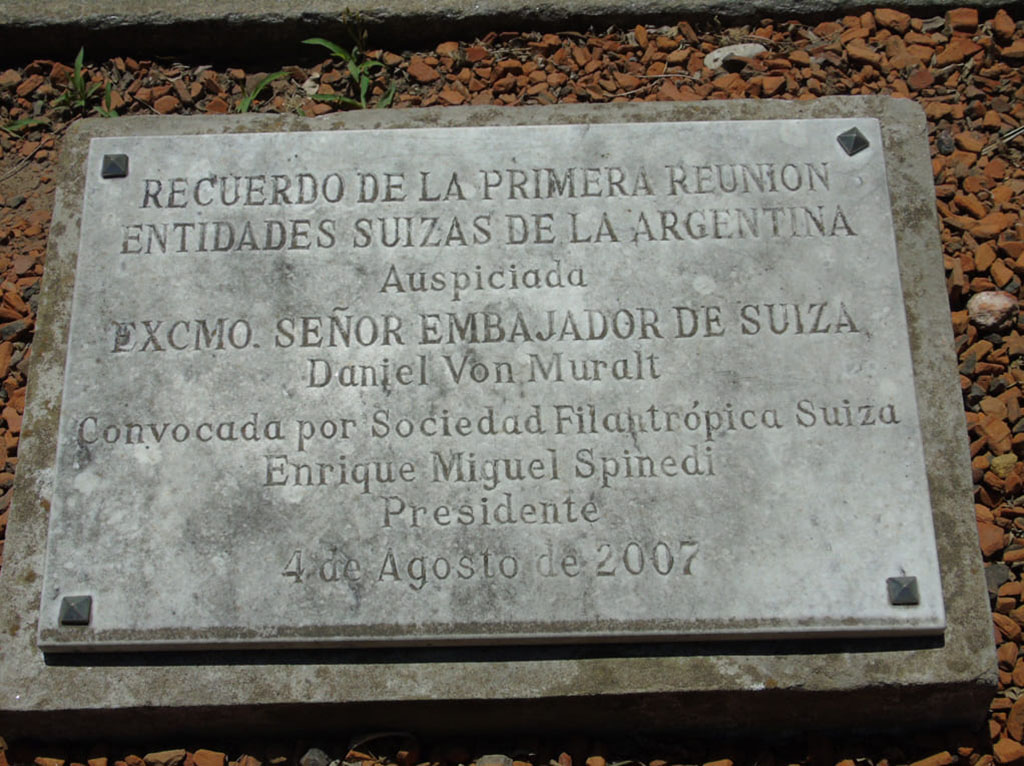 RECUERDO DE LA PRIMERA REUNION
ENTIDADES SUIZAS DE LA ARGENTINA
Auspiciada
EXCMO. SEÑOR EMBAJADOR DE SUIZA
Daniel Von Muralt
Convocada por Sociedad Filantrópica Suiza
Enrique Miguel Spinedi
Presidente
4 de Agosto de 2007